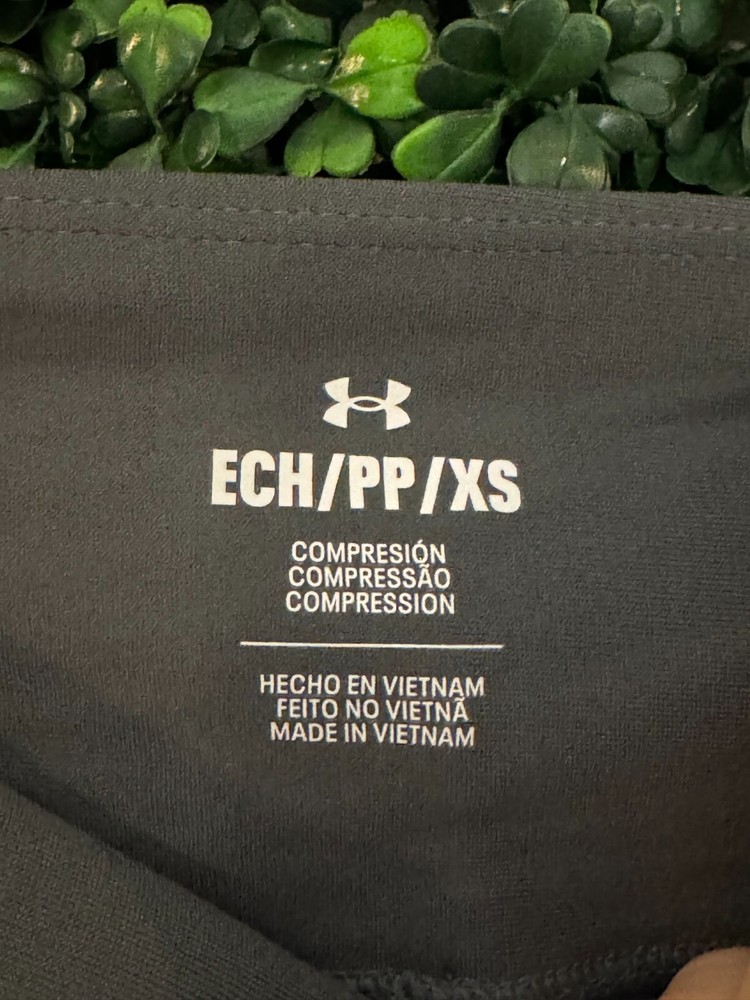 ECH/PP/XS
COMPRESIÓN
COMPRESSÃO
COMPRESSION
HECHO EN VIETNAM
FEITO NO VIETNÃ
MADE IN VIETNAM